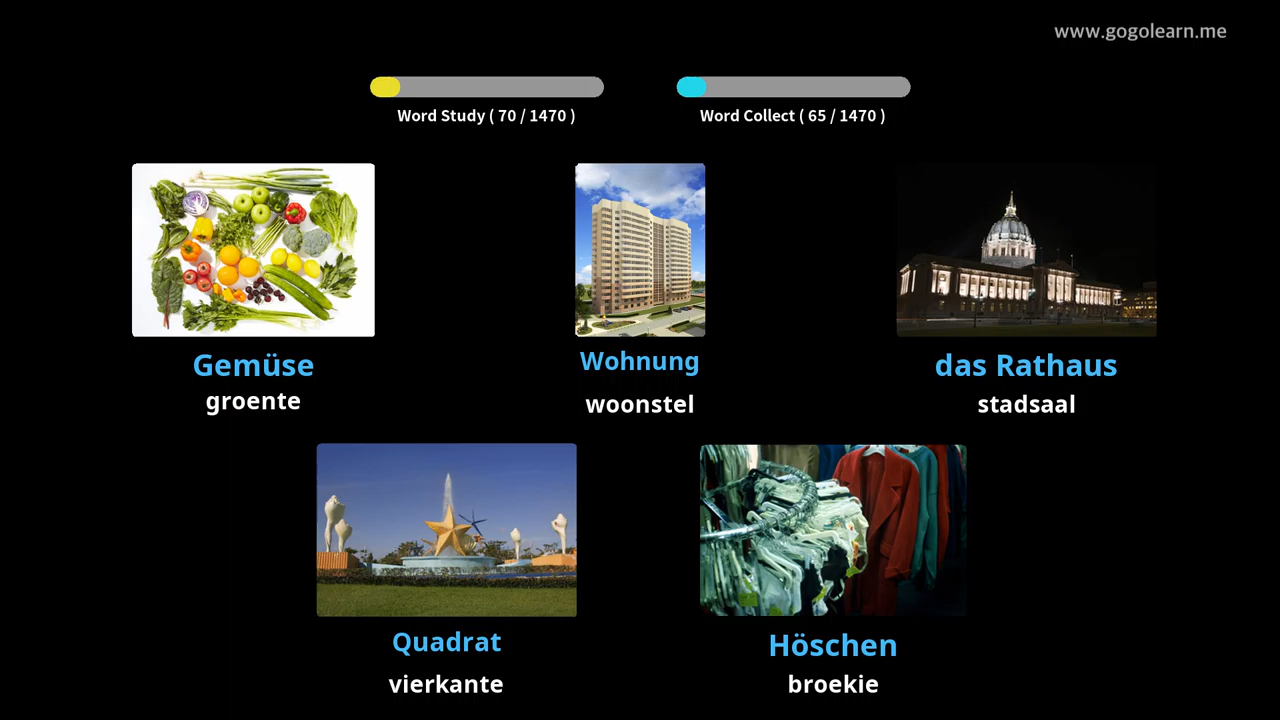 www.gogolearn.me
Word Study ( 70 / 1470 )
Word Collect ( 65 / 1470 )
Gemüse
groente
Wohnung
woonstel
das Rathaus
stadsaal
Quadrat
vierkante
Höschen
broekie